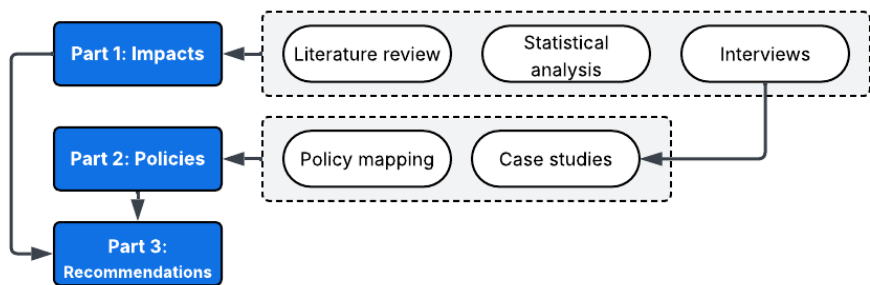 Part 1: Impacts
Literature review
Statistical
analysis
Interviews
Part 2: Policies
Policy mapping
Case studies
Part 3:
Recommendations